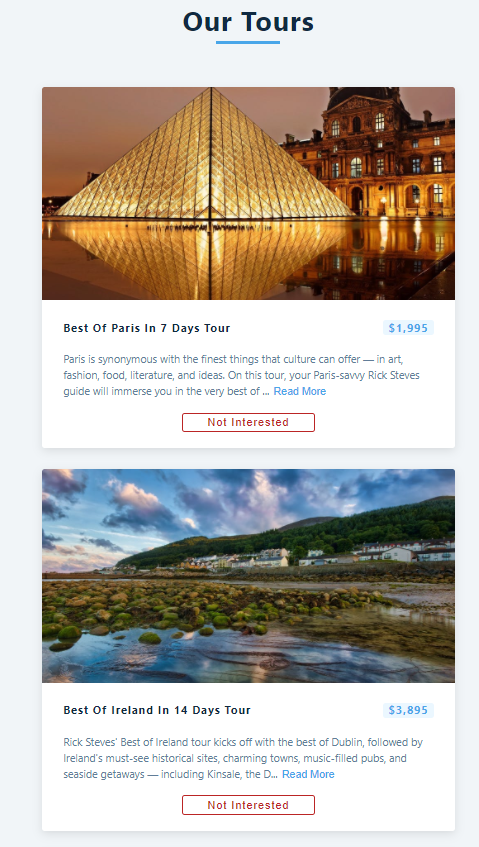 Our Tours
Best Of Paris In 7 Days Tour
$1,995
Paris is synonymous with the finest things that culture can offer — in art,
fashion, food, literature, and ideas. On this tour, your Paris-savvy Rick Steves
guide will immerse you in the very best of ... Read More
Not Interested
Best Of Ireland In 14 Days Tour
$3,895
Rick Steves' Best of Ireland tour kicks off with the best of Dublin, followed by
Ireland's must-see historical sites, charming towns, music-filled pubs, and
seaside getaways — including Kinsale, the D... Read More
Not Interested